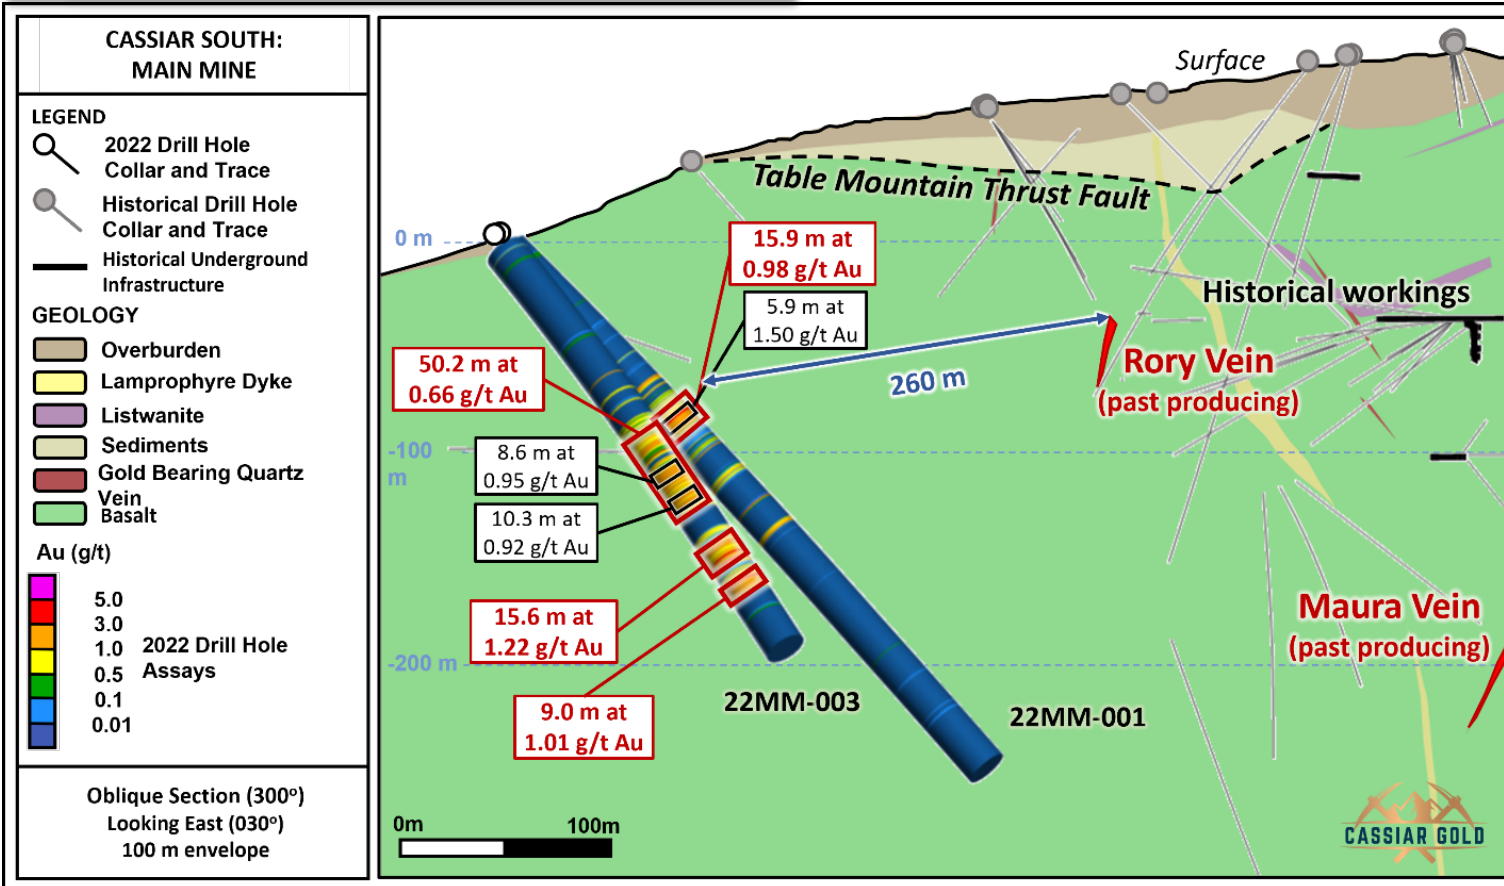 CASSIAR SOUTH:
MAIN MINE
LEGEND
2022 Drill Hole
Collar and Trace
Historical Drill Hole
Collar and Trace
Historical Underground
Infrastructure
GEOLOGY
Overburden
Lamprophyre Dyke
Listwanite
Sediments
Gold Bearing Quartz
Vein
Basalt
Au (g/t)
5.0
3.0
1.0
0.5
0.1
0.01
2022 Drill Hole
Assays
Oblique Section (300º)
Looking East (030º)
100 m envelope
Surface
Table Mountain Thrust Fault
0 m
15.9 m at
0.98 g/t Au
5.9 m at
1.50 g/t Au
Historical workings
50.2 m at
0.66 g/t Au
260 m
Rory Vein
(past producing)
-100
m
8.6 m at
0.95 g/t Au
10.3 m at
0.92 g/t Au
15.6 m at
1.22 g/t Au
Maura Vein
(past producing)
-200 m
9.0 m at
1.01 g/t Au
22MM-003
22MM-001
0m
100m
CASSIAR GOLD